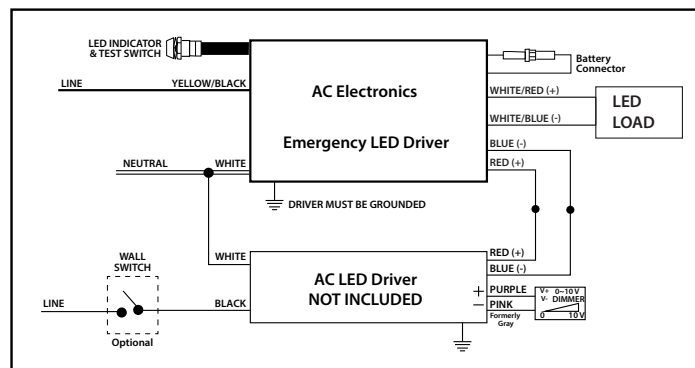 LED INDICATOR
& TEST SWITCH
LINE
YELLOW/BLACK
AC Electronics
Emergency LED Driver
Battery
Connector
WHITE/RED (+)
WHITE/BLUE (-)
LED
LOAD
BLUE (-)
RED (+)
NEUTRAL
WHITE
DRIVER MUST BE GROUNDED
WHITE
AC LED Driver
NOT INCLUDED
RED (+)
BLUE (-)
WALL
SWITCH
LINE
Optional
BLACK
+ PURPLE
– PINK
Formerly
Gray
V+ 0~10 V
V- DIMMER
0 10 V